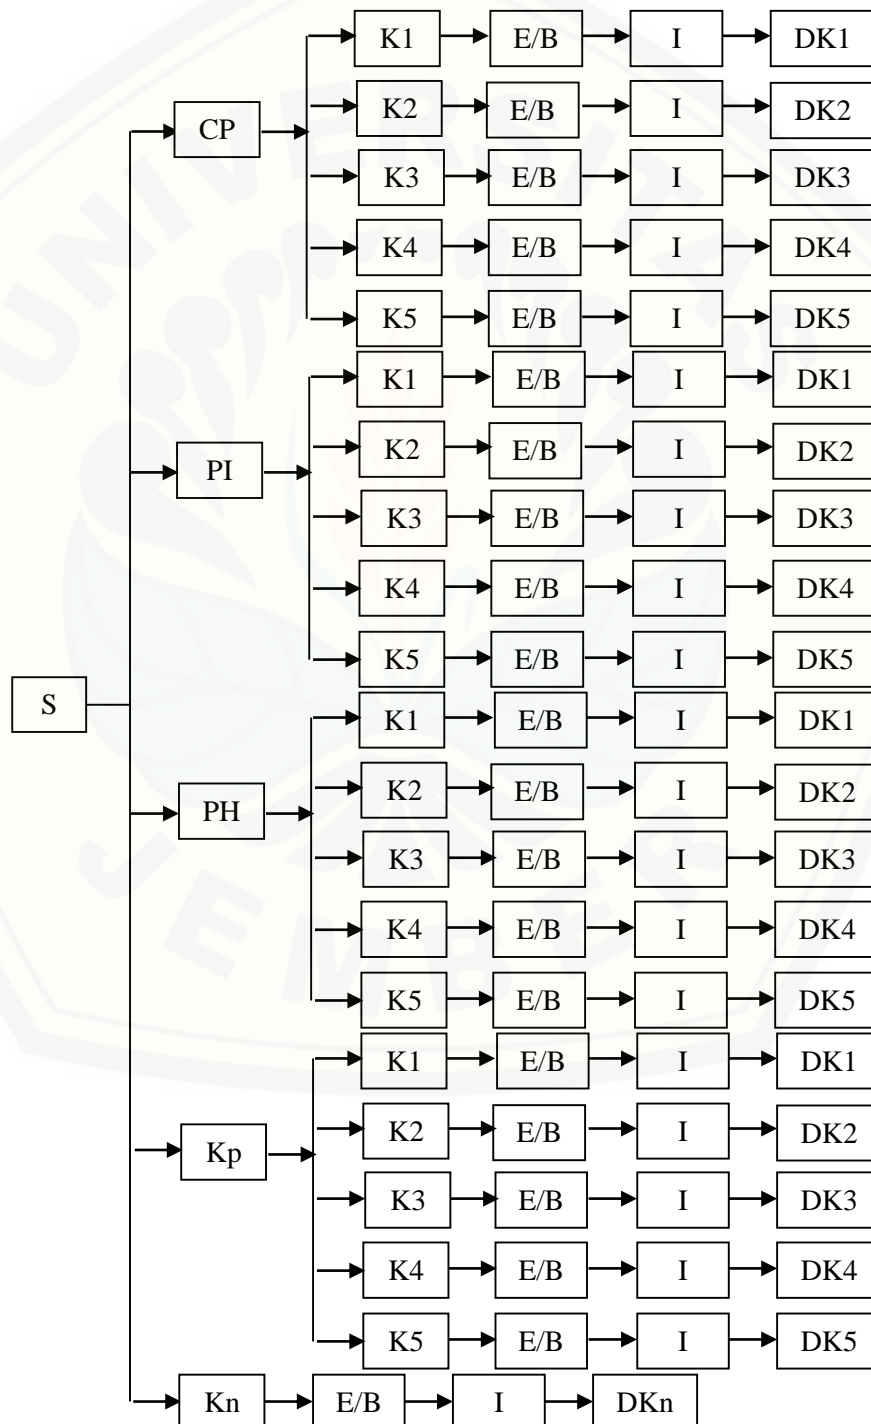 K1 E/B I DK1
K2 E/B I DK2
CP
K3 E/B I DK3
K4 E/B I DK4
K5 E/B I DK5
K1 E/B I DK1
K2 E/B I DK2
PI
K3 E/B I DK3
K4 E/B I DK4
K5 E/B I DK5
S
K1 E/B I DK1
K2 E/B I DK2
PH
K3 E/B I DK3
K4 E/B I DK4
K5 E/B I DK5
K1 E/B I DK1
K2 E/B I DK2
Kp
K3 E/B I DK3
K4 E/B I DK4
K5 E/B I DK5
Kn E/B I DKn
UNIVERSITAS
JEMBER